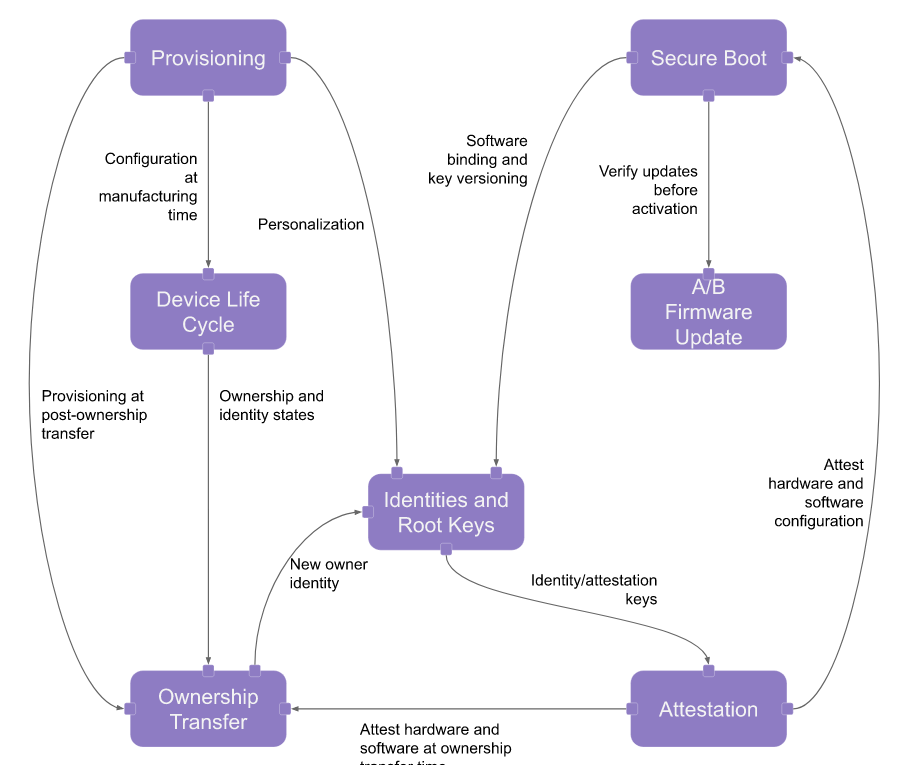 Provisioning
Secure Boot
Software
binding and
key versioning
Configuration
at
manufacturing
time
Verify updates
before
activation
Personalization
Device Life
Cycle
A/B
Firmware
Update
Provisioning at
post-ownership
transfer
Ownership and
identity states
Attest
hardware and
software
configuration
Identities and
Root Keys
New owner
identity
Identity/attestation
keys
Ownership
Transfer
Attestation
Attest hardware and
software at ownership
transfer time